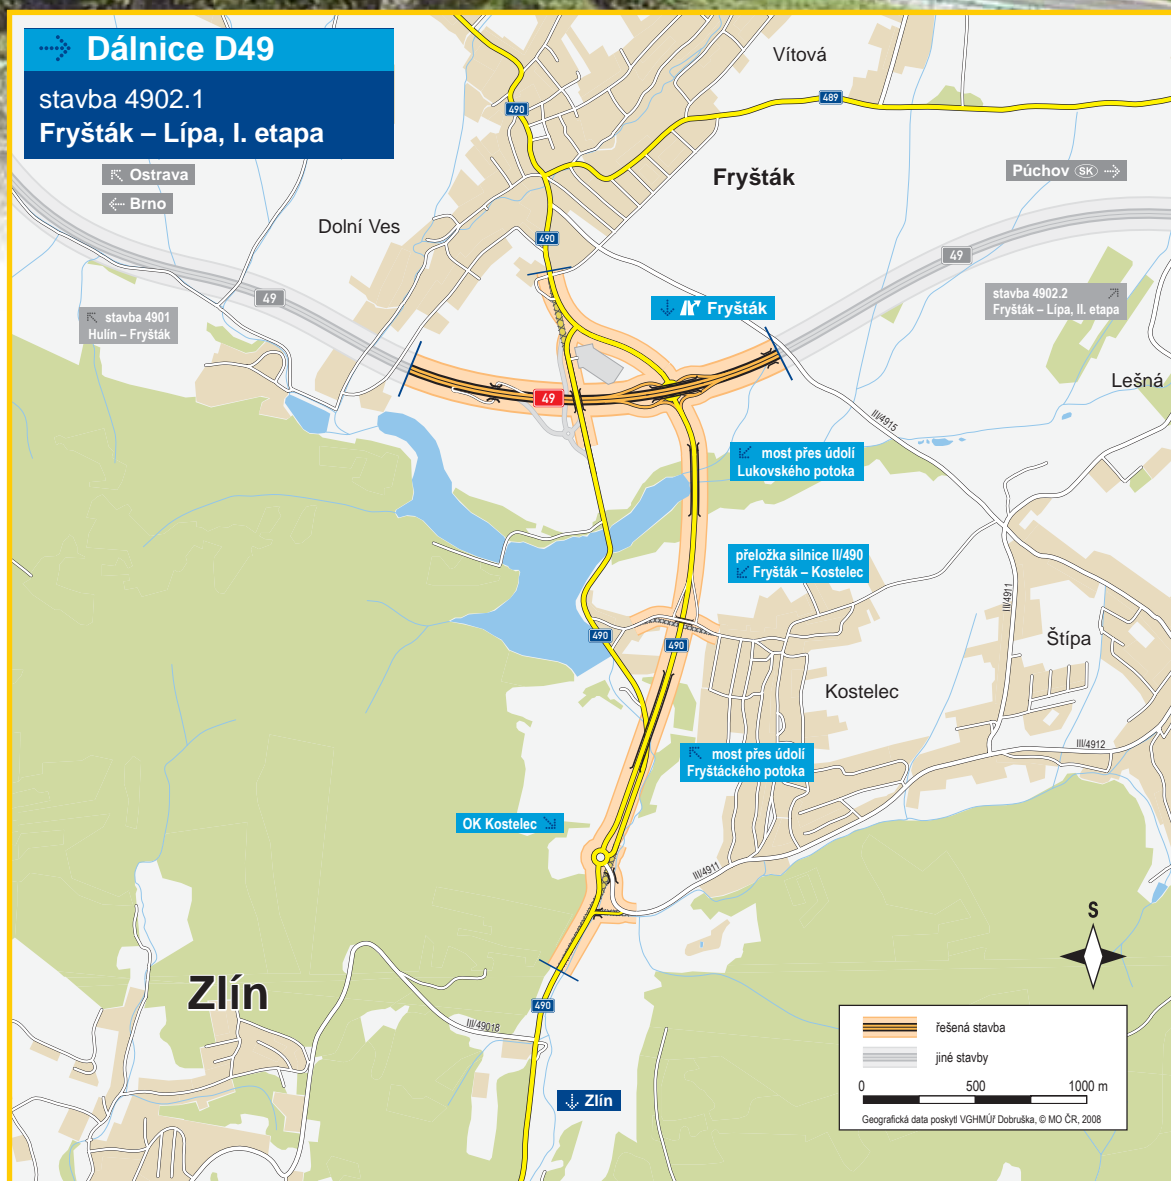 Dálnice D49
stavba 4902.1
Fryšták – Lípa, I. etapa
Ostrava
Brno
Vítová
490
489
Fryšták
Púchov SK
Dolní Ves
490
49
49
stavba 4901
Hulín – Fryšták
Fryšták
stavba 4902.2
Fryšták – Lípa, II. etapa
Lešná
49
III/4915
most přes údolí
Lukovského potoka
přeložka silnice II/490
Fryšták – Kostelec
III/4911
490
490
Štípa
Kostelec
III/4912
most přes údolí
Fryštáckého potoka
OK Kostelec
III/4911
S
Zlín
490
III/49018
řešená stavba
jiné stavby
0 500 1000 m
Geografická data poskytl VGHMÚř Dobruška, © MO ČR, 2008
Zlín